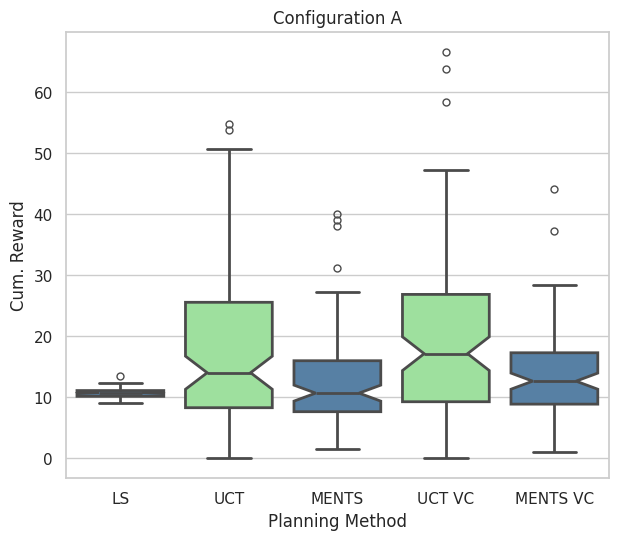 Configuration A
Cum. Reward
60
50
40
30
20
10
0
LS UCT MENTS UCT VC MENTS VC
Planning Method